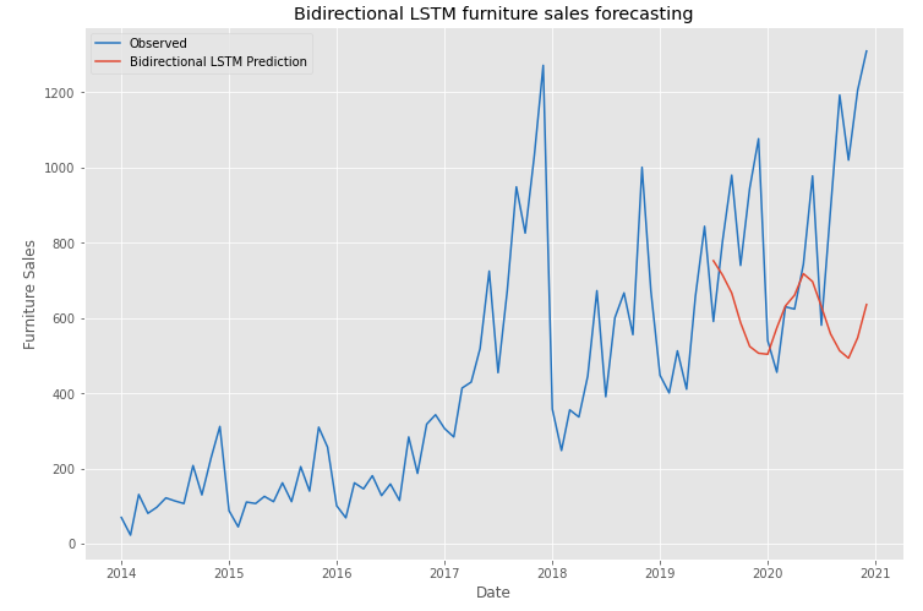 Bidirectional LSTM furniture sales forecasting
Observed
Bidirectional LSTM Prediction
1200
1000
800
600
400
200
0
Furniture Sales
2014 2015 2016 2017 2018 2019 2020 2021
Date